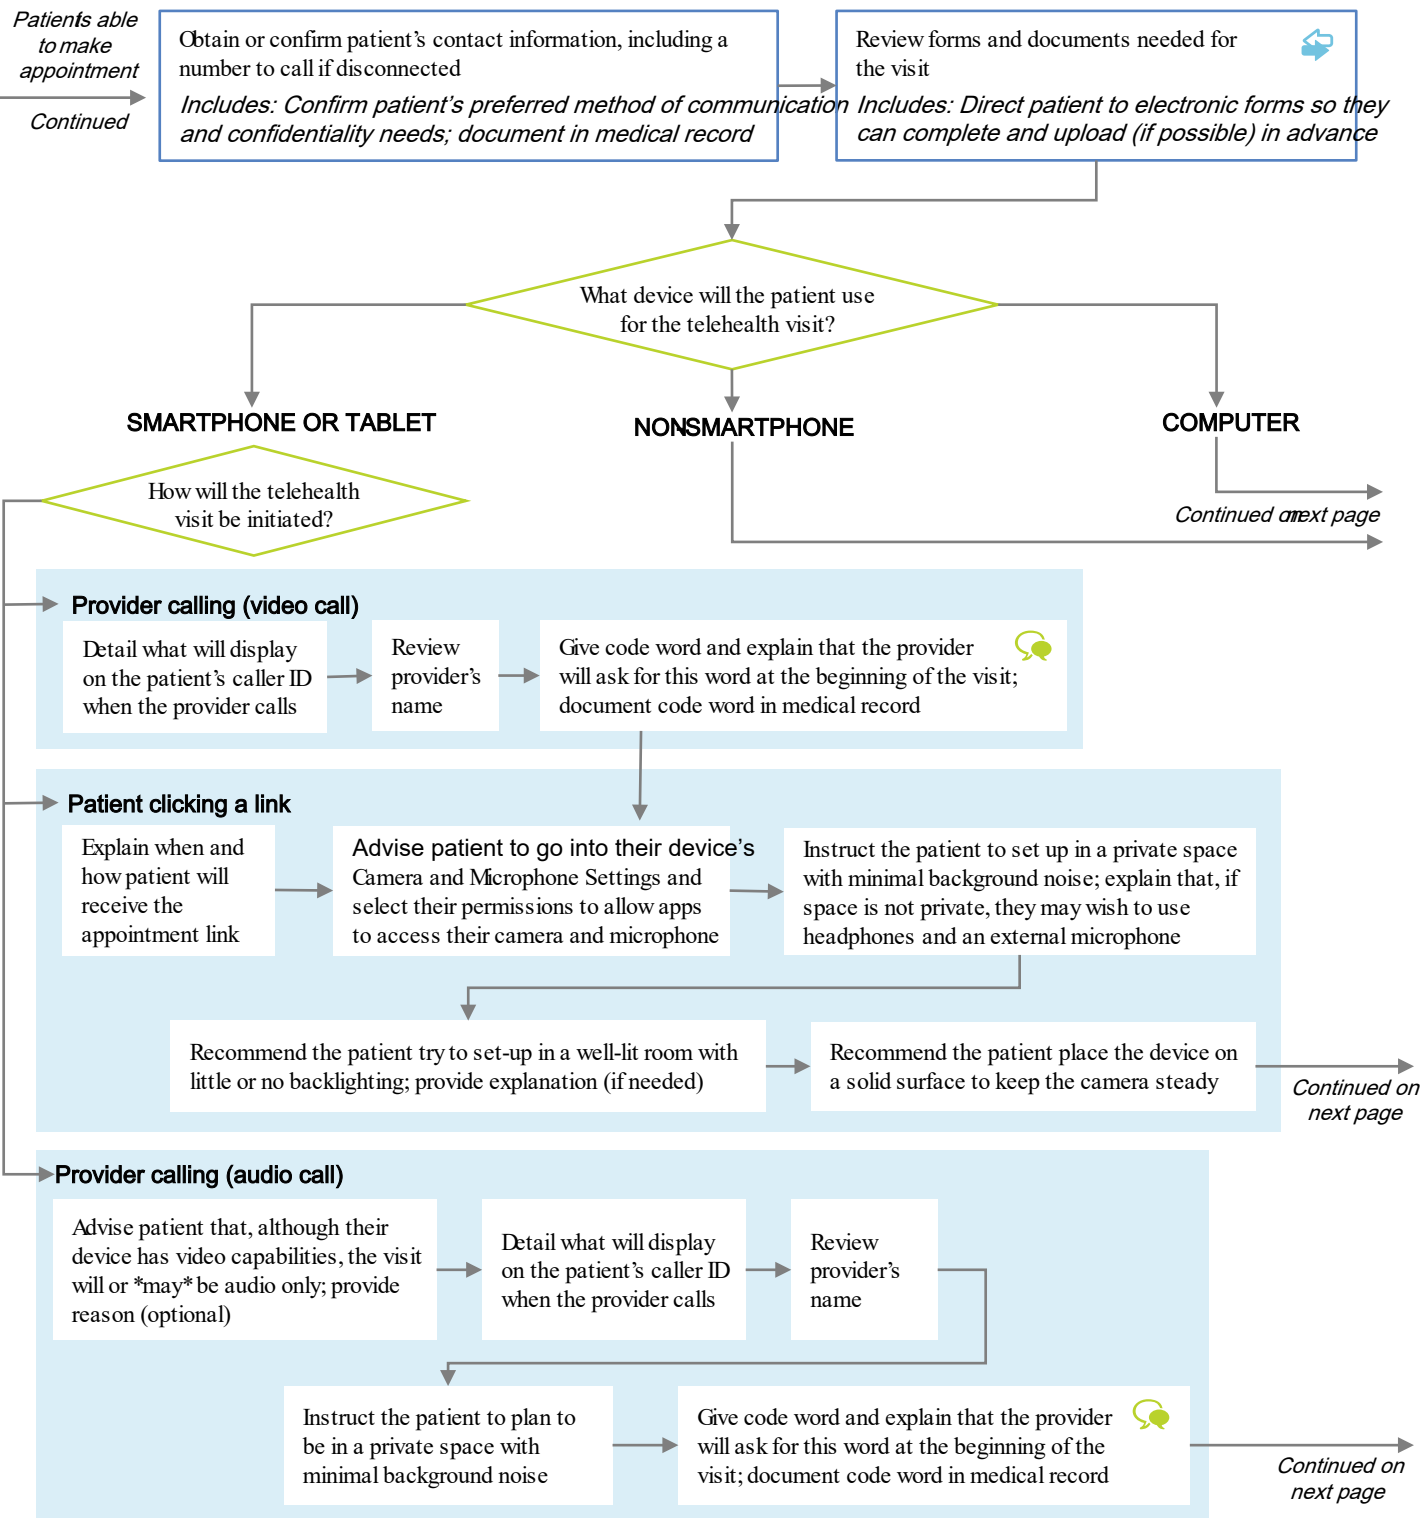 Patient is able
to make
appointment
Continued
Obtain or confirm patient's contact information, including a
number to call if disconnected
Includes: Confirm patient's preferred method of communication
and confidentiality needs; document in medical record
Review forms and documents needed for
the visit
Includes: Direct patient to electronic forms so they
can complete and upload (if possible) in advance
What device will the patient use
for the telehealth visit?
SMARTPHONE OR TABLET
NON-SMARTPHONE
COMPUTER
How will the telehealth
visit be initiated?
Continued on next page
Provider calling (video call)
Detail what will display
on the patient's caller ID
when the provider calls
Review
provider's
name
Give code word and explain that the provider
will ask for this word at the beginning of the visit;
document code word in medical record
Patient clicking a link
Explain when and
how patient will
receive the
appointment link
Advise patient to go into their device's
Camera and Microphone Settings and
select their permissions to allow apps
to access their camera and microphone
Instruct the patient to set up in a private space
with minimal background noise; explain that, if
space is not private, they may wish to use
headphones and an external microphone
Recommend the patient try to set-up in a well-lit room with
little or no backlighting; provide explanation (if needed)
Recommend the patient place the device on
a solid surface to keep the camera steady
Continued on
next page
Provider calling (audio call)
Advise patient that, although their
device has video capabilities, the visit
will or *may* be audio only; provide
reason (optional)
Detail what will display
on the patient's caller ID
when the provider calls
Review
provider's
name
Instruct the patient to plan to
be in a private space with
minimal background noise
Give code word and explain that the provider
will ask for this word at the beginning of the
visit; document code word in medical record
Continued on
next page